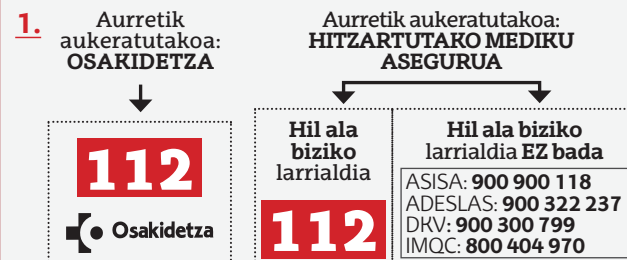 1.
Aurretik
aukeratutakoa:
OSAKIDETZA
112
Osakidetza
Aurretik aukeratutakoa:
HITZARTUTAKO MEDIKU
ASEGURUA
Hil ala
biziko
larrialdia
112
Hil ala biziko
larrialdia EZ bada
ASISA: 900 900 118
ADESLAS: 900 322 237
DKV: 900 300 799
IMQC: 800 404 970